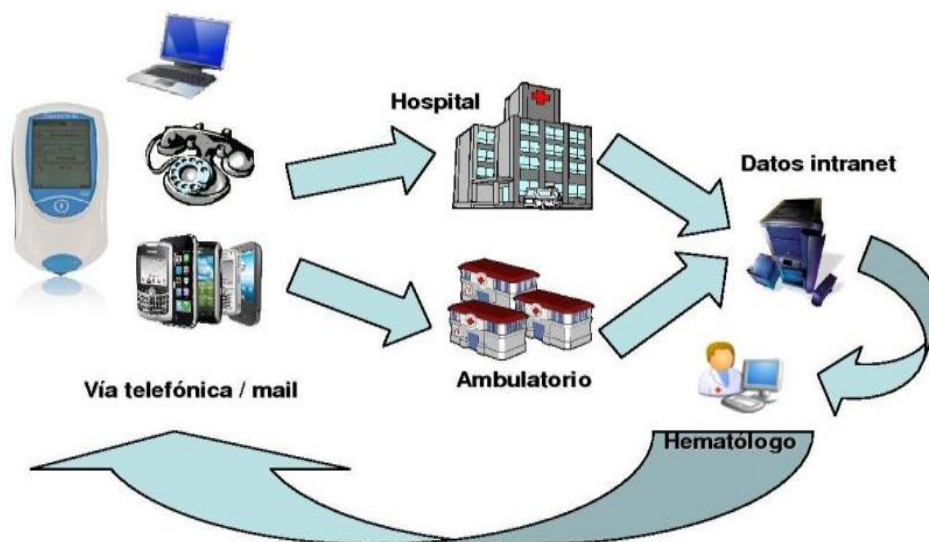 Hospital
Datos intranet
Ambulatorio
Vía telefónica / mail
Hematólogo